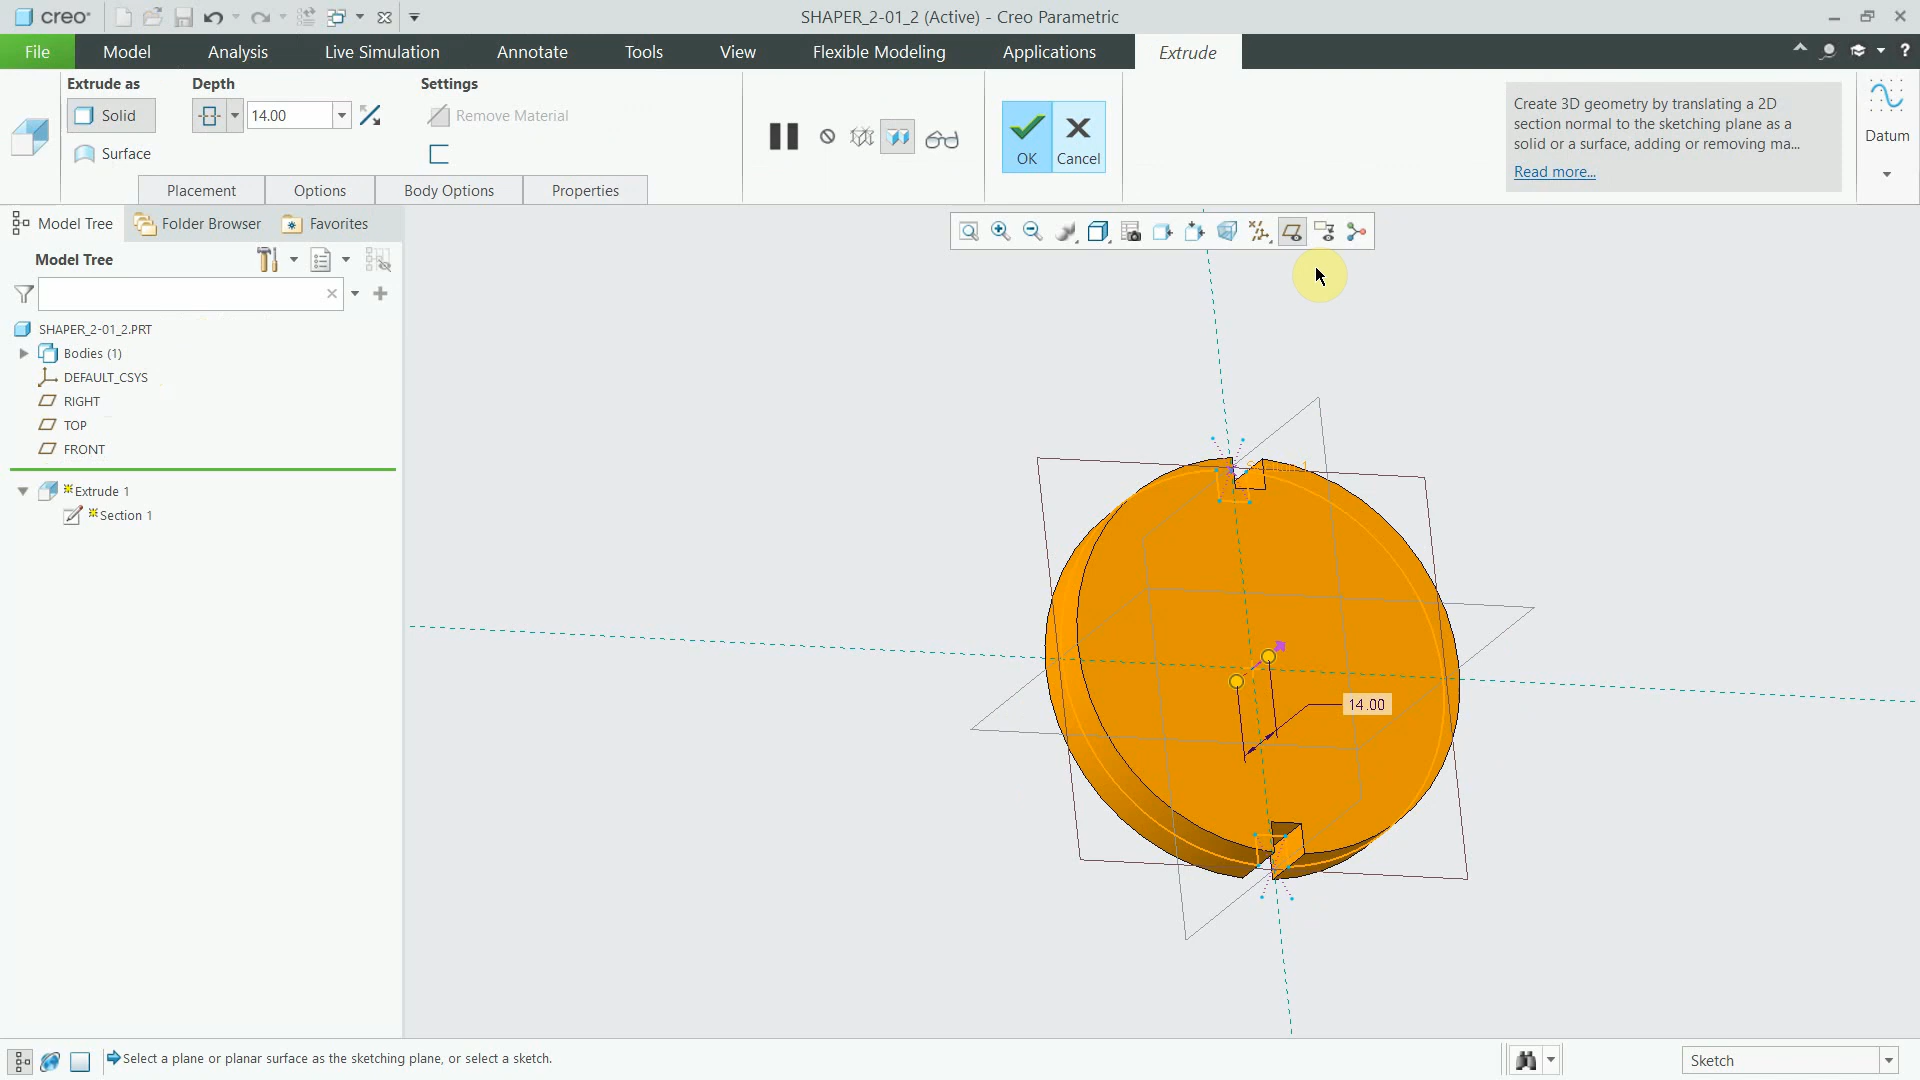 creo
SHAPER_2-01_2 (Active) - Creo Parametric
File
Model
Analysis
Live Simulation
Annotate
Tools
View
Flexible Modeling
Applications
Extrude
Extrude as
Depth
Settings
Solid
14.00
Remove Material
Surface
OK
Cancel
Placement
Options
Body Options
Properties
Create 3D geometry by translating a 2D
section normal to the sketching plane as a
solid or a surface, adding or removing ma...
Read more...
Datum
Model Tree
Folder Browser
Favorites
Model Tree
SHAPER_2-01_2.PRT
Bodies (1)
DEFAULT_CSYS
RIGHT
TOP
FRONT
Extrude 1
Section 1
14.00
Select a plane or planar surface as the sketching plane, or select a sketch.
Sketch